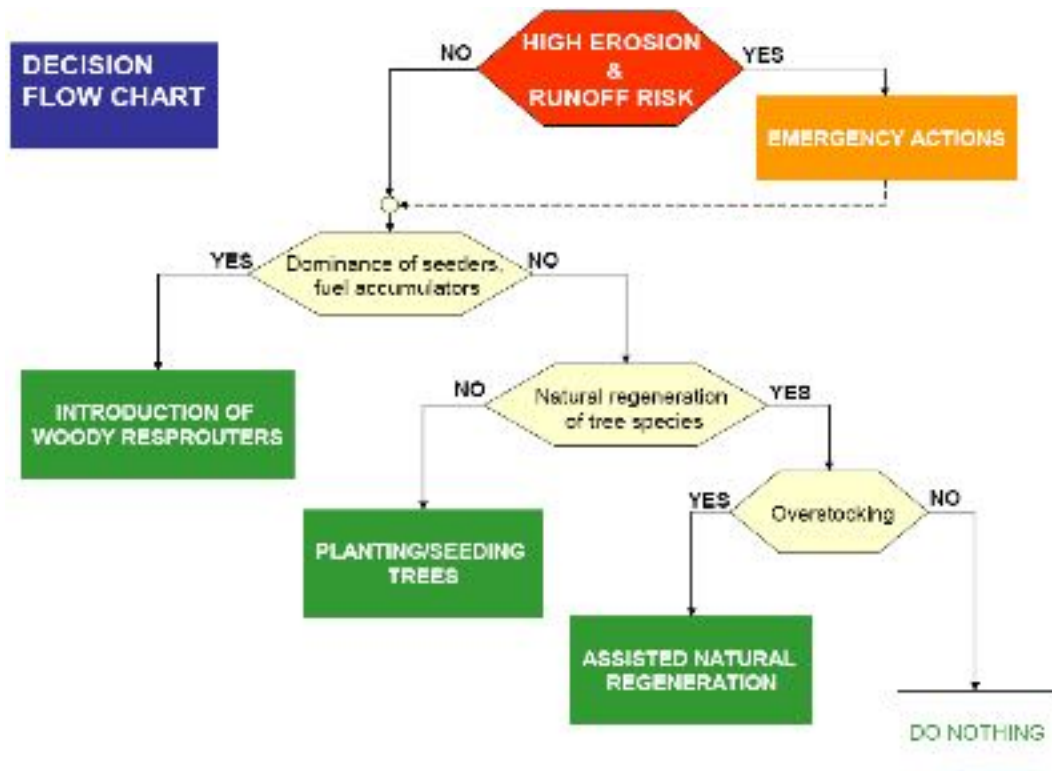 DECISION
FLOW CHART
NO
HIGH EROSION
&
RUNOFF RISK
YES
EMERGENCY ACTIONS
YES
Dominance of seeders,
fuel accumulators
NO
INTRODUCTION OF
WOODY RESPROUTERS
NO
Natural regeneration
of tree species
YES
PLANTING/SEEDING
TREES
YES
Overstocking
NO
ASSISTED NATURAL
REGENERATION
DO NOTHING